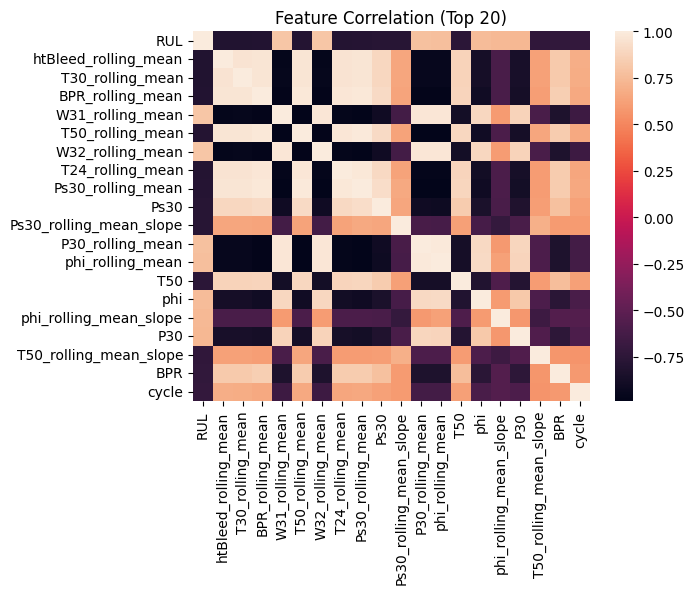 Feature Correlation (Top 20)
RUL
htBleed_rolling_mean
T30_rolling_mean
BPR_rolling_mean
W31_rolling_mean
T50_rolling_mean
W32_rolling_mean
T24_rolling_mean
Ps30_rolling_mean
Ps30
Ps30_rolling_mean_slope
P30_rolling_mean
phi_rolling_mean
T50
phi
phi_rolling_mean_slope
P30
T50_rolling_mean_slope
BPR
cycle
RUL
htBleed_rolling_mean
T30_rolling_mean
BPR_rolling_mean
W31_rolling_mean
T50_rolling_mean
W32_rolling_mean
T24_rolling_mean
Ps30_rolling_mean
Ps30
Ps30_rolling_mean_slope
P30_rolling_mean
phi_rolling_mean
T50
phi
phi_rolling_mean_slope
P30
T50_rolling_mean_slope
BPR
cycle
1.00
0.75
0.50
0.25
0.00
−0.25
−0.50
−0.75